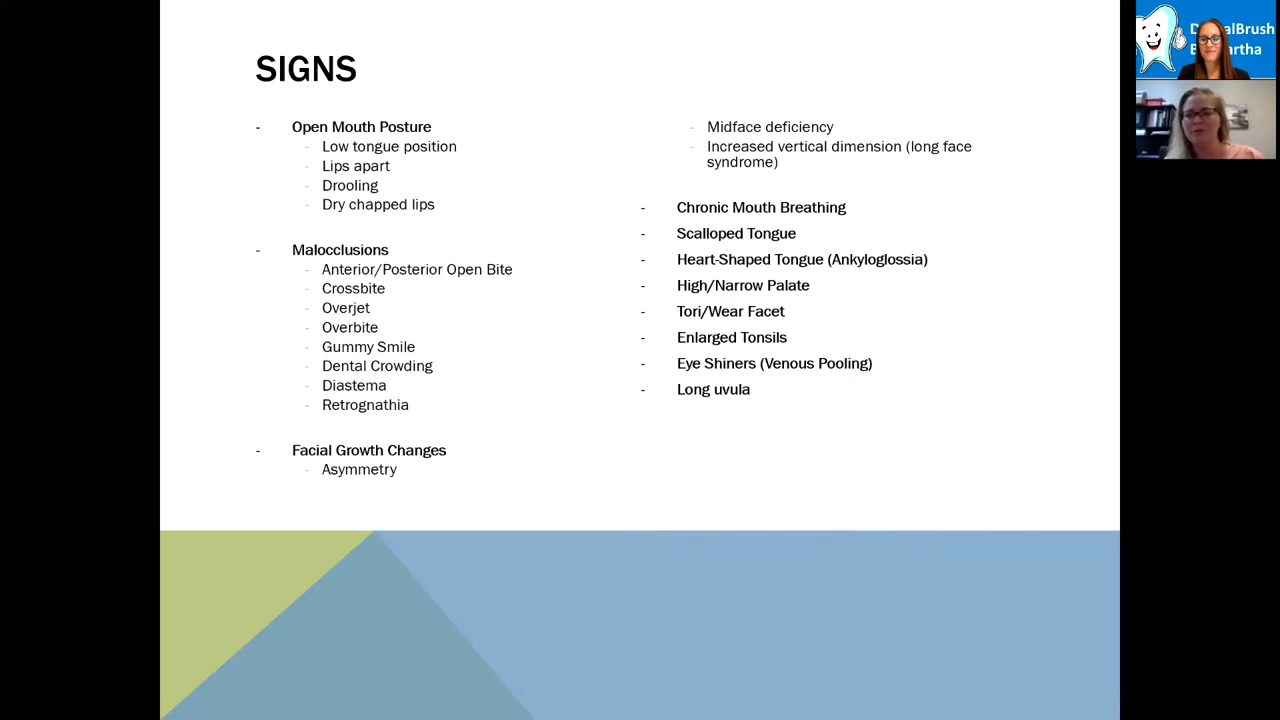 SIGNS
- Open Mouth Posture
- Low tongue position
- Lips apart
- Drooling
- Dry chapped lips
- Malocclusions
- Anterior/Posterior Open Bite
- Crossbite
- Overjet
- Overbite
- Gummy Smile
- Dental Crowding
- Diastema
- Retrognathia
- Facial Growth Changes
- Asymmetry
- Midface deficiency
- Increased vertical dimension (long face
syndrome)
- Chronic Mouth Breathing
- Scalloped Tongue
- Heart-Shaped Tongue (Ankyloglossia)
- High/Narrow Palate
- Tori/Wear Facet
- Enlarged Tonsils
- Eye Shiners (Venous Pooling)
- Long uvula